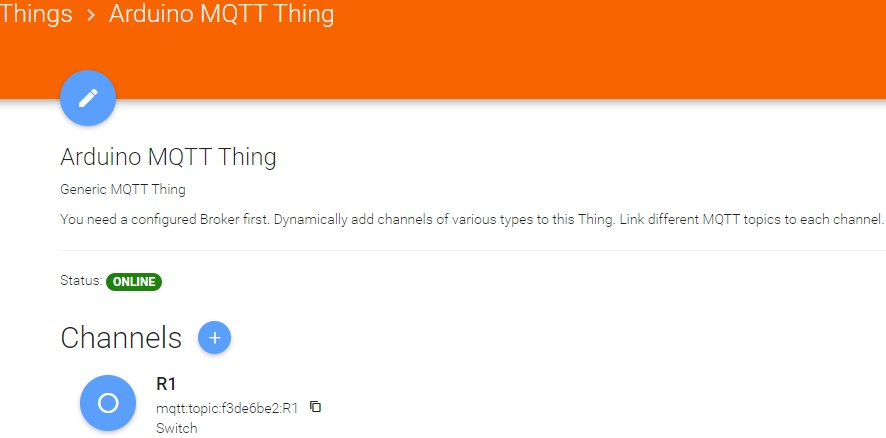 Things > Arduino MQTT Thing
Arduino MQTT Thing
Generic MQTT Thing
You need a configured Broker first. Dynamically add channels of various types to this Thing. Link different MQTT topics to each channel.
Status: ONLINE
Channels +
R1
mqtt:topic:f3de6be2:R1
Switch